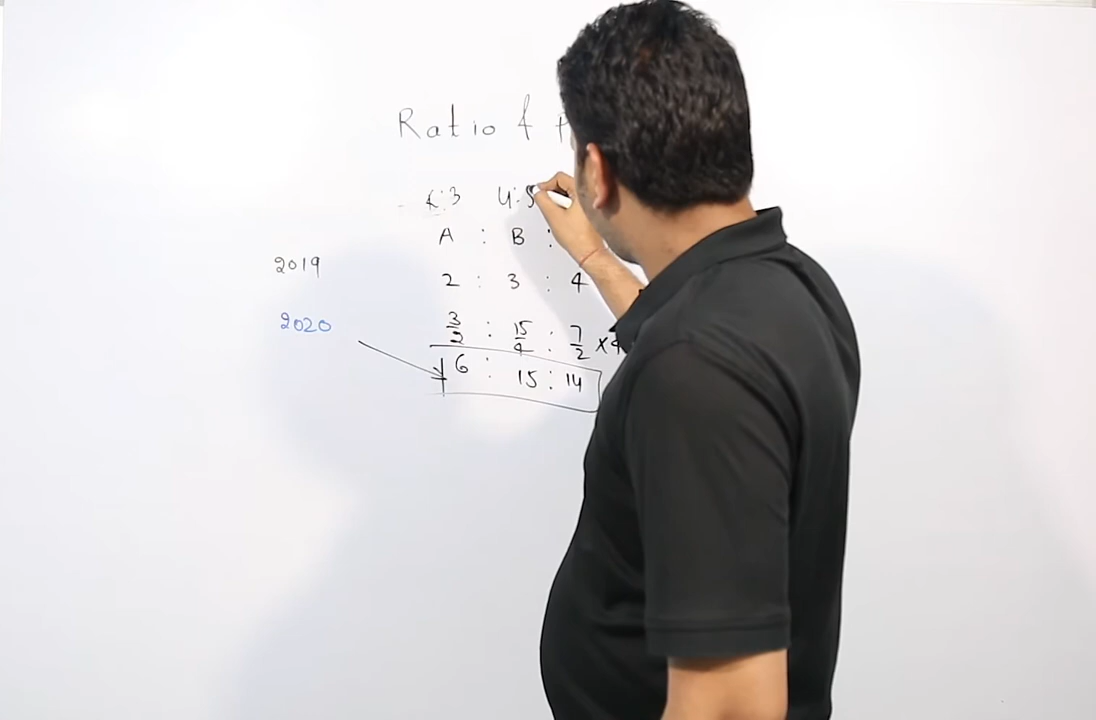 Ratio &
:3 4:5
A : B :
2019
2 : 3 : 4
2020
3/2 : 15/4 : 7/2 ×4
6 : 15 : 14